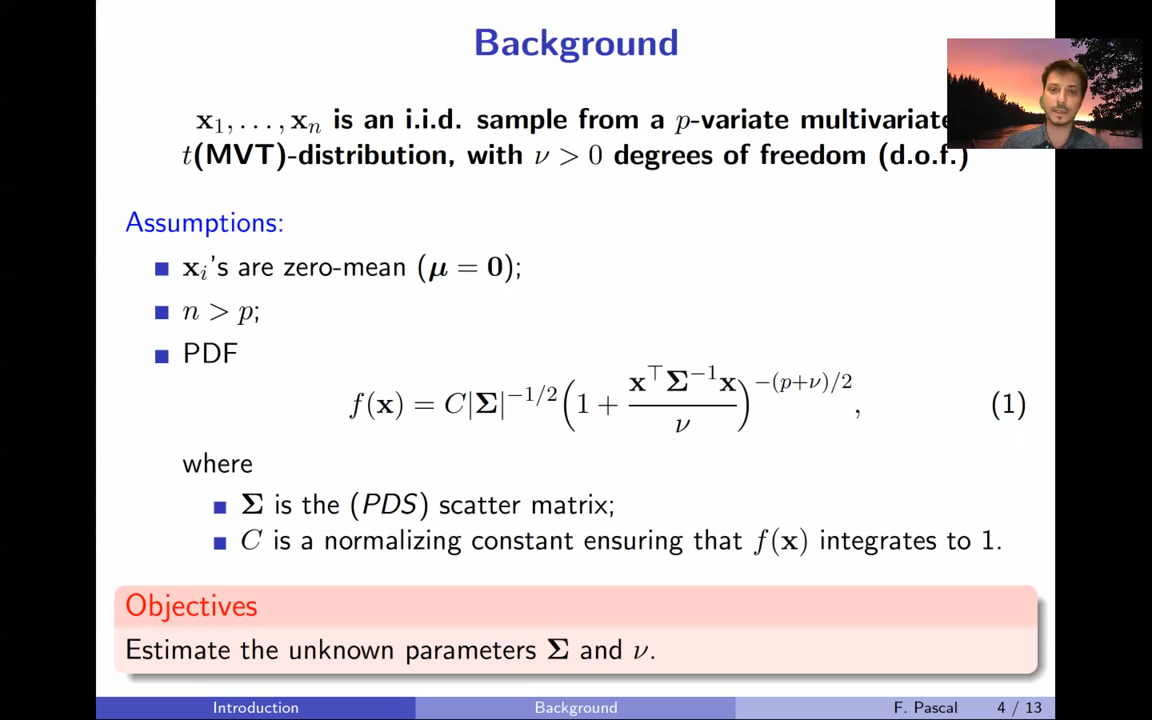 Background
x₁, . . . , xₙ is an i.i.d. sample from a p-variate multivariate
t(MVT)-distribution, with ν > 0 degrees of freedom (d.o.f.)
Assumptions:
■ xᵢ's are zero-mean (μ = 0);
■ n > p;
■ PDF
f(x) = C|Σ|^{−1/2} (1 + x^⊤Σ^{−1}x / ν)^{−(p+ν)/2}, (1)
where
■ Σ is the (PDS) scatter matrix;
■ C is a normalizing constant ensuring that f(x) integrates to 1.
Objectives
Estimate the unknown parameters Σ and ν.
Introduction Background F. Pascal 4 / 13